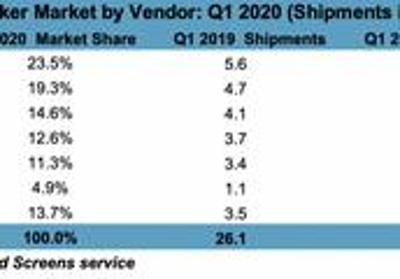 ker Market by Vendor: Q1 2020 (Shipments i
020 Market Share Q1 2019 Shipments Q1 2
23.5% 5.6
19.3% 4.7
14.6% 4.1
12.6% 3.7
11.3% 3.4
4.9% 1.1
13.7% 3.5
100.0% 26.1
d Screens service